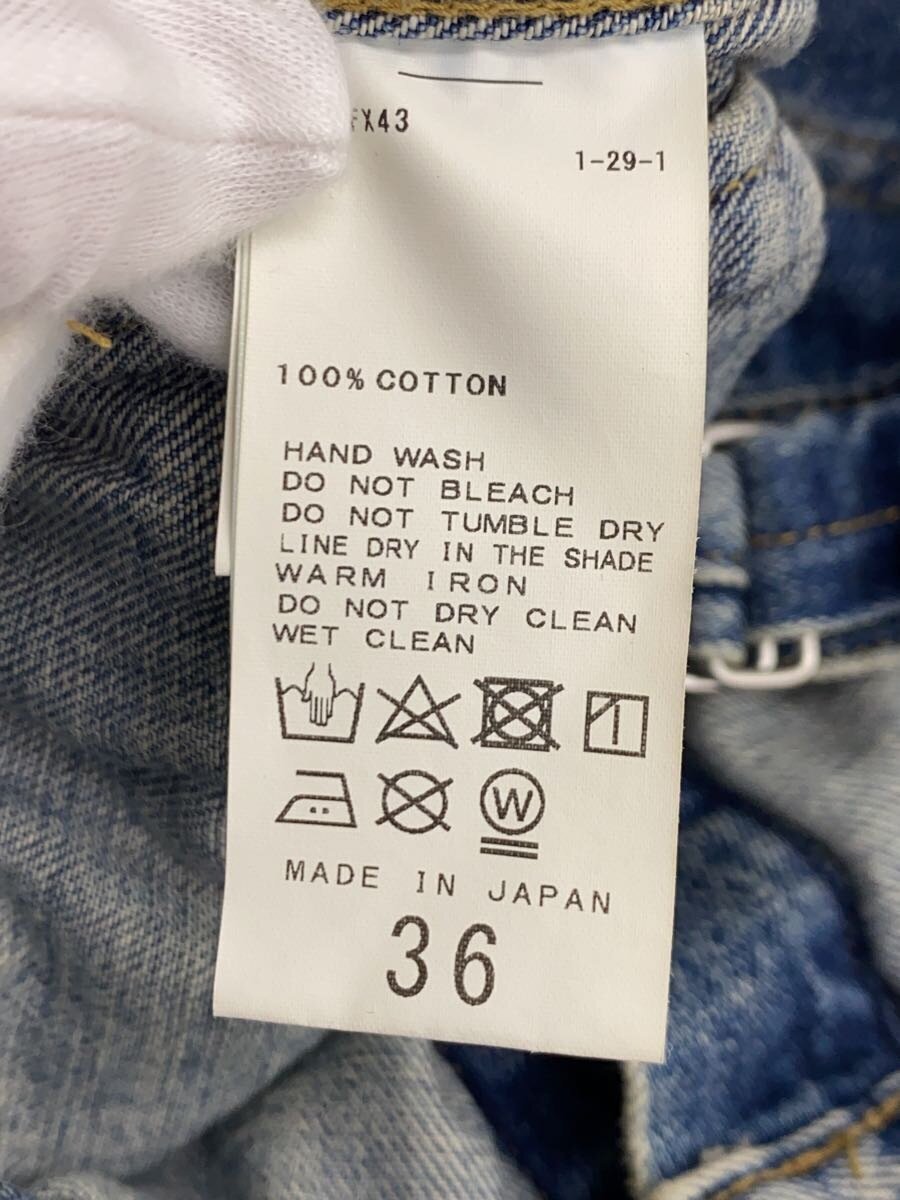 FX43
1-29-1
100% COTTON
HAND WASH
DO NOT BLEACH
DO NOT TUMBLE DRY
LINE DRY IN THE SHADE
WARM IRON
DO NOT DRY CLEAN
WET CLEAN
W
MADE IN JAPAN
36